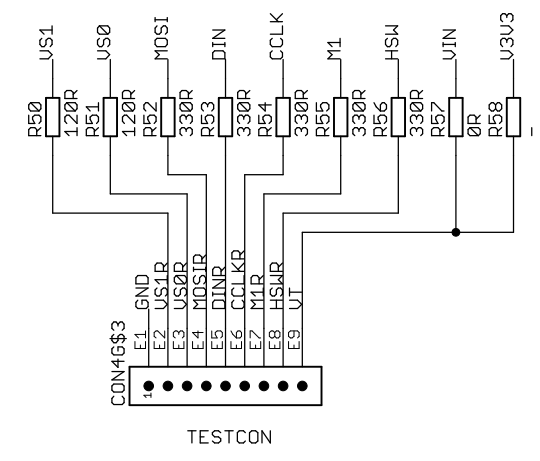 VS1
VS0
MOSI
DIN
CCLK
M1
HSW
VIN
V3V3
R50
120R
R51
120R
R52
330R
R53
330R
R54
330R
R55
330R
R56
330R
R57
0R
R58
-
GND
VS1R
VS0R
MOSIR
DINR
CCLKR
M1R
HSWR
VT
E1
E2
E3
E4
E5
E6
E7
E8
E9
CON4G$3
1
TESTCON